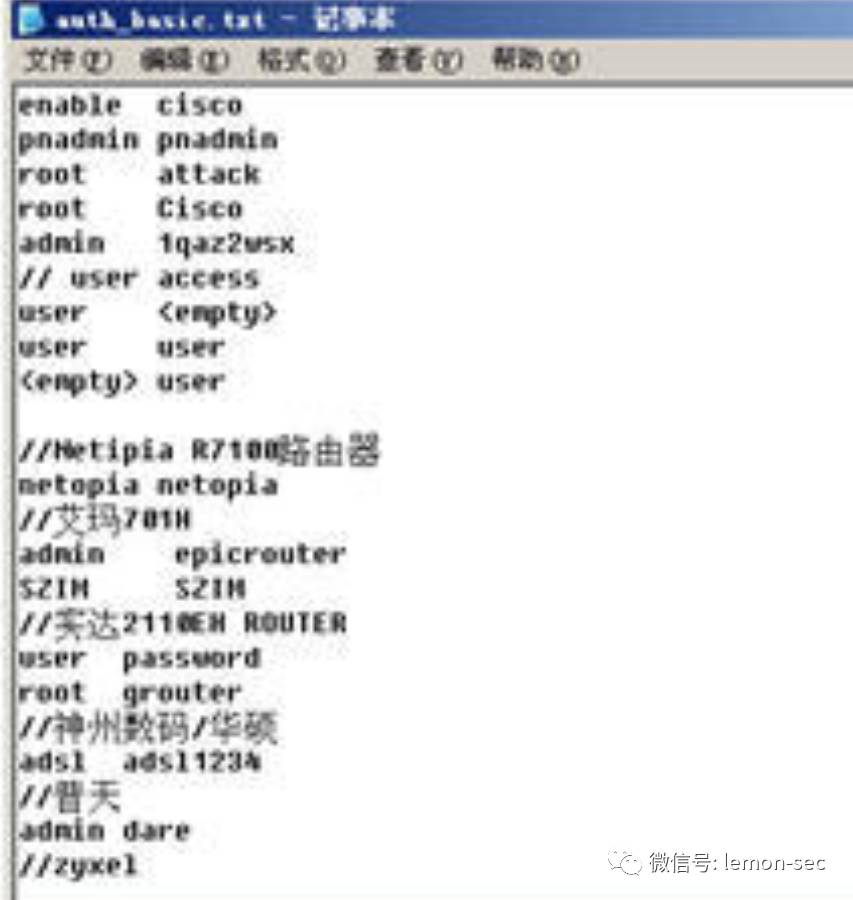 auth_basic.txt - 记事本
文件(F) 编辑(E) 格式(O) 查看(V) 帮助(H)
enable cisco
pnadmin pnadmin
root attack
root Cisco
admin 1qaz2wsx
// user access
user <empty>
user user
<empty> user
//Netipia R7100路由器
netopia netopia
//艾玛701H
admin epicrouter
SZIM SZIM
//实达2110EH ROUTER
user password
root grouter
//神州数码/华硕
adsl adsl1234
//普天
admin dare
//zyxel
微信号: lemon-sec